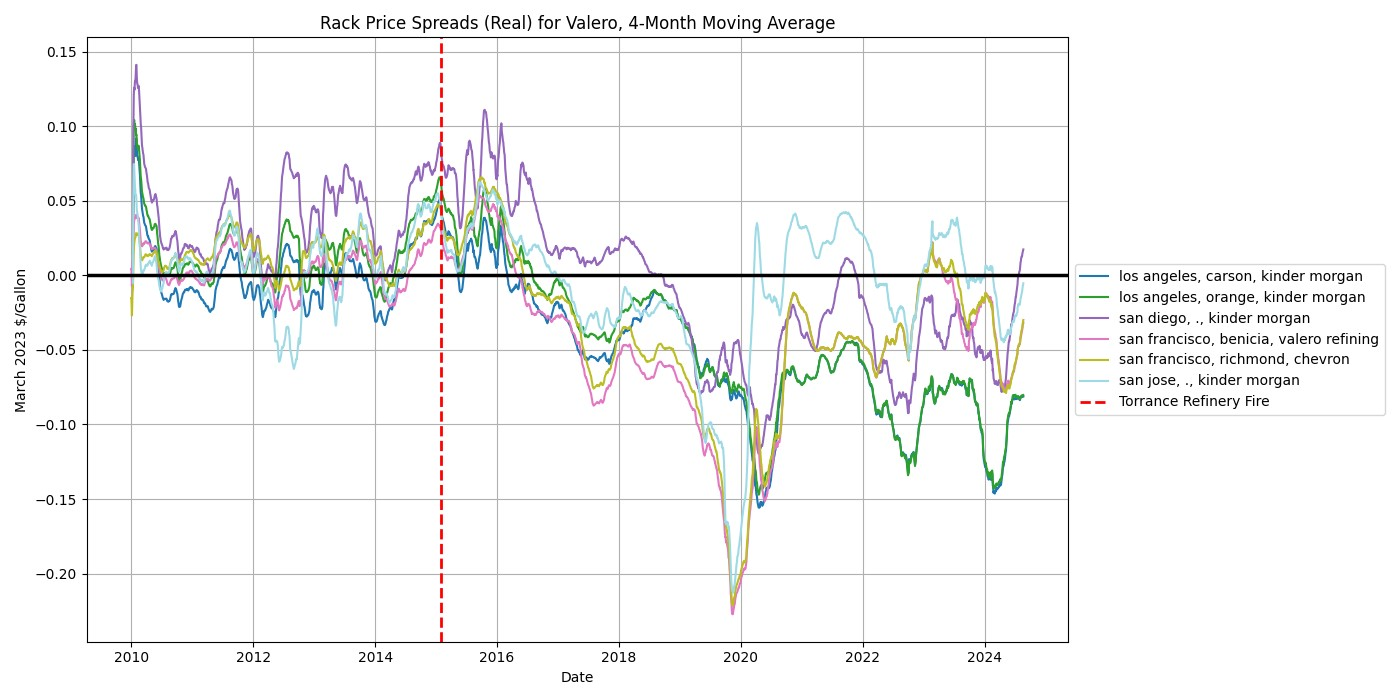 Rack Price Spreads (Real) for Valero, 4-Month Moving Average
March 2023 $/Gallon
0.15
0.10
0.05
0.00
−0.05
−0.10
−0.15
−0.20
2010 2012 2014 2016 2018 2020 2022 2024
Date
los angeles, carson, kinder morgan
los angeles, orange, kinder morgan
san diego, ., kinder morgan
san francisco, benicia, valero refining
san francisco, richmond, chevron
san jose, ., kinder morgan
Torrance Refinery Fire